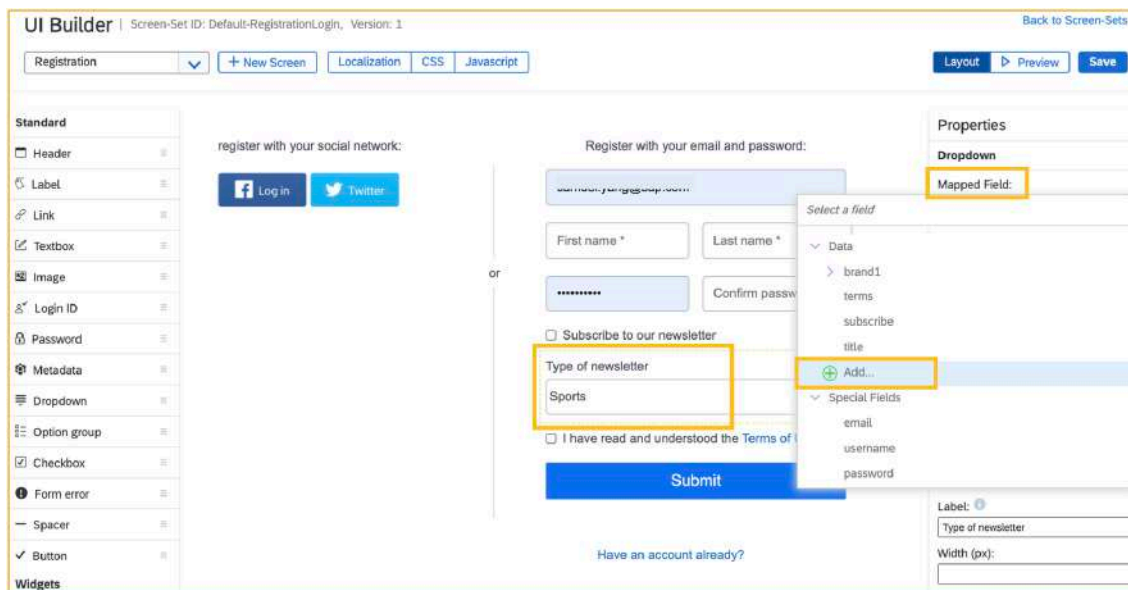 UI Builder | Screen-Set ID: Default-RegistrationLogin, Version: 1
Back to Screen-Sets
Registration
+ New Screen
Localization
CSS
Javascript
Layout
Preview
Save
Standard
Header
Label
Link
Textbox
Image
Login ID
Password
Metadata
Dropdown
Option group
Checkbox
Form error
Spacer
Button
Widgets
register with your social network:
Log in
Twitter
or
Register with your email and password:
First name *
Last name *
Confirm passw
Subscribe to our newsletter
Type of newsletter
Sports
I have read and understood the Terms of
Submit
Have an account already?
Properties
Dropdown
Mapped Field:
Select a field
Data
brand1
terms
subscribe
title
Add...
Special Fields
email
username
password
Label:
Type of newsletter
Width (px):